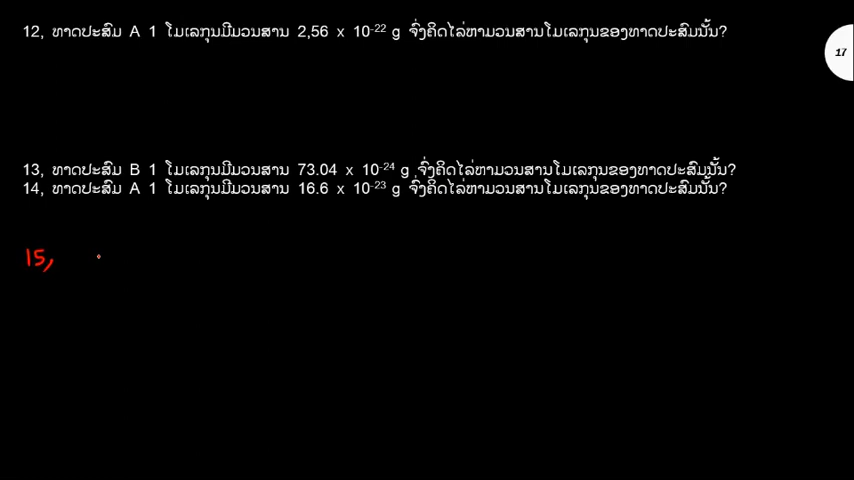 12, ທາດປະສົມ A 1 ໂມເລກຸນມີມວນສານ 2,56 x 10⁻²² g ຈົ່ງຄິດໄລ່ຫາມວນສານໂມເລກຸນຂອງທາດປະສົມນັ້ນ?
17
13, ທາດປະສົມ B 1 ໂມເລກຸນມີມວນສານ 73.04 x 10⁻²⁴ g ຈົ່ງຄິດໄລ່ຫາມວນສານໂມເລກຸນຂອງທາດປະສົມນັ້ນ?
14, ທາດປະສົມ A 1 ໂມເລກຸນມີມວນສານ 16.6 x 10⁻²³ g ຈົ່ງຄິດໄລ່ຫາມວນສານໂມເລກຸນຂອງທາດປະສົມນັ້ນ?
15,